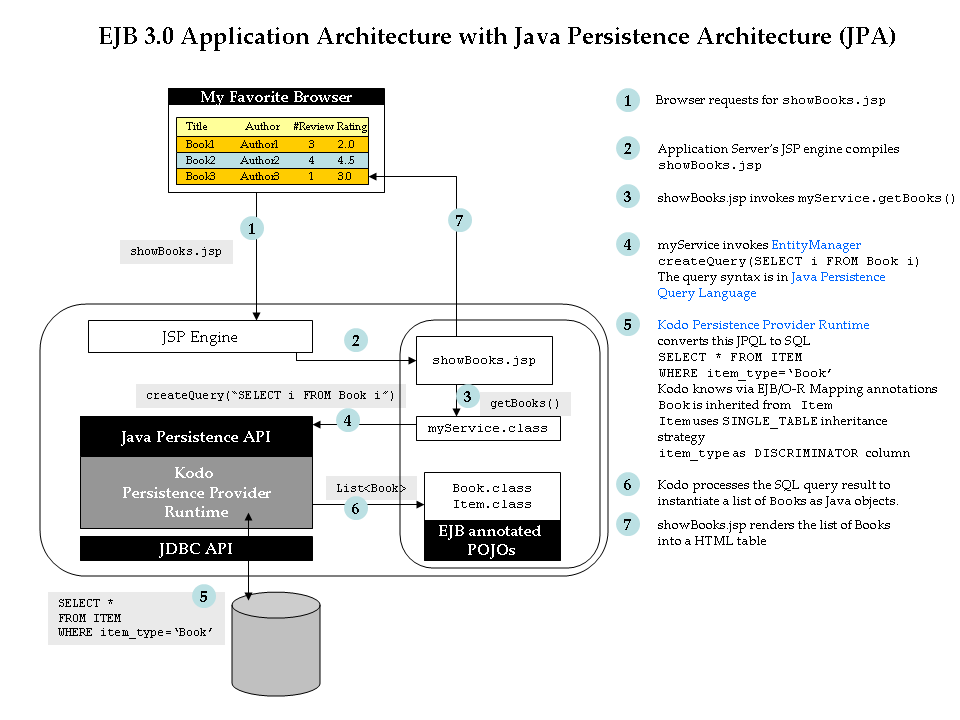 EJB 3.0 Application Architecture with Java Persistence Architecture (JPA)
My Favorite Browser
Title Author #Review Rating
Book1 Author1 3 2.0
Book2 Author2 4 4.5
Book3 Author3 1 3.0
1
7
showBooks.jsp
JSP Engine
2
showBooks.jsp
createQuery(“SELECT i FROM Book i”)
3
getBooks()
4
myService.class
Java Persistence API
Kodo
Persistence Provider
Runtime
List<Book>
6
Book.class
Item.class
EJB annotated
POJOs
JDBC API
5
SELECT *
FROM ITEM
WHERE item_type=‘Book’
1 Browser requests for showBooks.jsp
2 Application Server’s JSP engine compiles
showBooks.jsp
3 showBooks.jsp invokes myService.getBooks()
4 myService invokes EntityManager
createQuery(SELECT i FROM Book i)
The query syntax is in Java Persistence
Query Language
5 Kodo Persistence Provider Runtime
converts this JPQL to SQL
SELECT * FROM ITEM
WHERE item_type=‘Book’
Kodo knows via EJB/O-R Mapping annotations
Book is inherited from Item
Item uses SINGLE_TABLE inheritance
strategy
item_type as DISCRIMINATOR column
6 Kodo processes the SQL query result to
instantiate a list of Books as Java objects.
7 showBooks.jsp renders the list of Books
into a HTML table